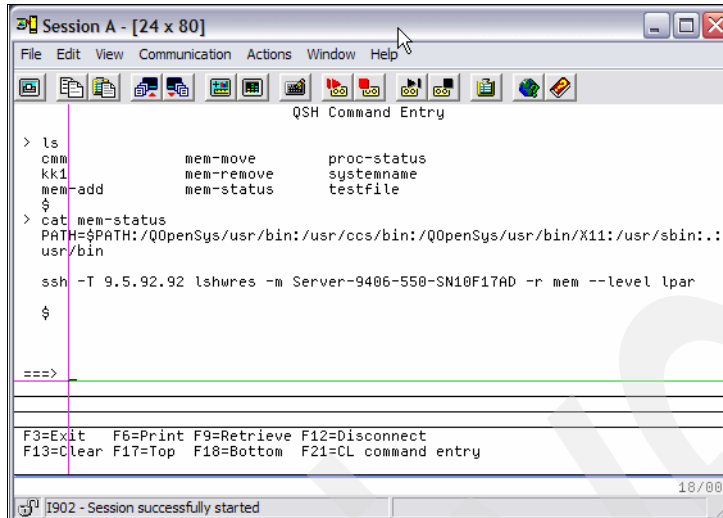 Session A - [24 x 80]
File Edit View Communication Actions Window Help
QSH Command Entry
> ls
cmm mem-move proc-status
kk1 mem-remove systemname
mem-add mem-status testfile
$
> cat mem-status
PATH=$PATH:/QOpenSys/usr/bin:/usr/ccs/bin:/QOpenSys/usr/bin/X11:/usr/sbin:.:
usr/bin
ssh -T 9.5.92.92 lshwres -m Server-9406-550-SN10F17AD -r mem --level lpar
$
===> _
F3=Exit F6=Print F9=Retrieve F12=Disconnect
F13=Clear F17=Top F18=Bottom F21=CL command entry
18/00
I902 - Session successfully started